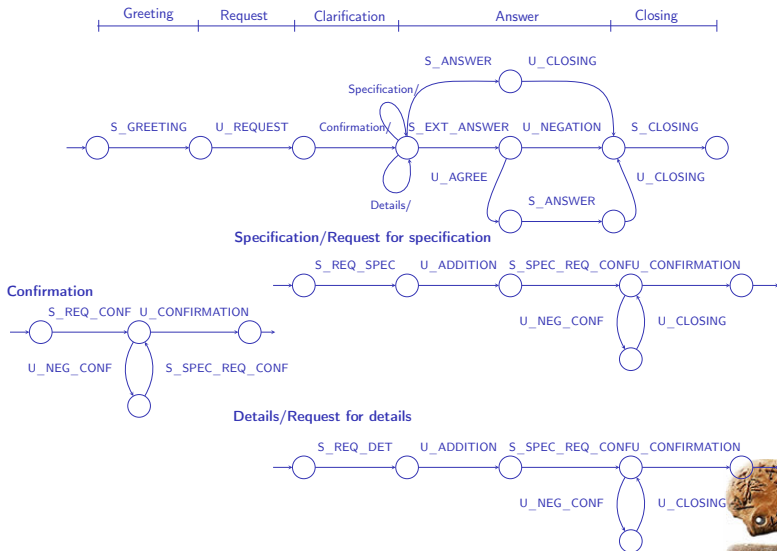 Greeting Request Clarification Answer Closing
S_ANSWER U_CLOSING
Specification/
S_GREETING U_REQUEST Confirmation/ S_EXT_ANSWER U_NEGATION S_CLOSING
U_AGREE U_CLOSING
Details/ S_ANSWER
Specification/Request for specification
S_REQ_SPEC U_ADDITION S_SPEC_REQ_CONF U_CONFIRMATION
Confirmation
S_REQ_CONF U_CONFIRMATION
U_NEG_CONF U_CLOSING
U_NEG_CONF S_SPEC_REQ_CONF
Details/Request for details
S_REQ_DET U_ADDITION S_SPEC_REQ_CONF U_CONFIRMATION
U_NEG_CONF U_CLOSING